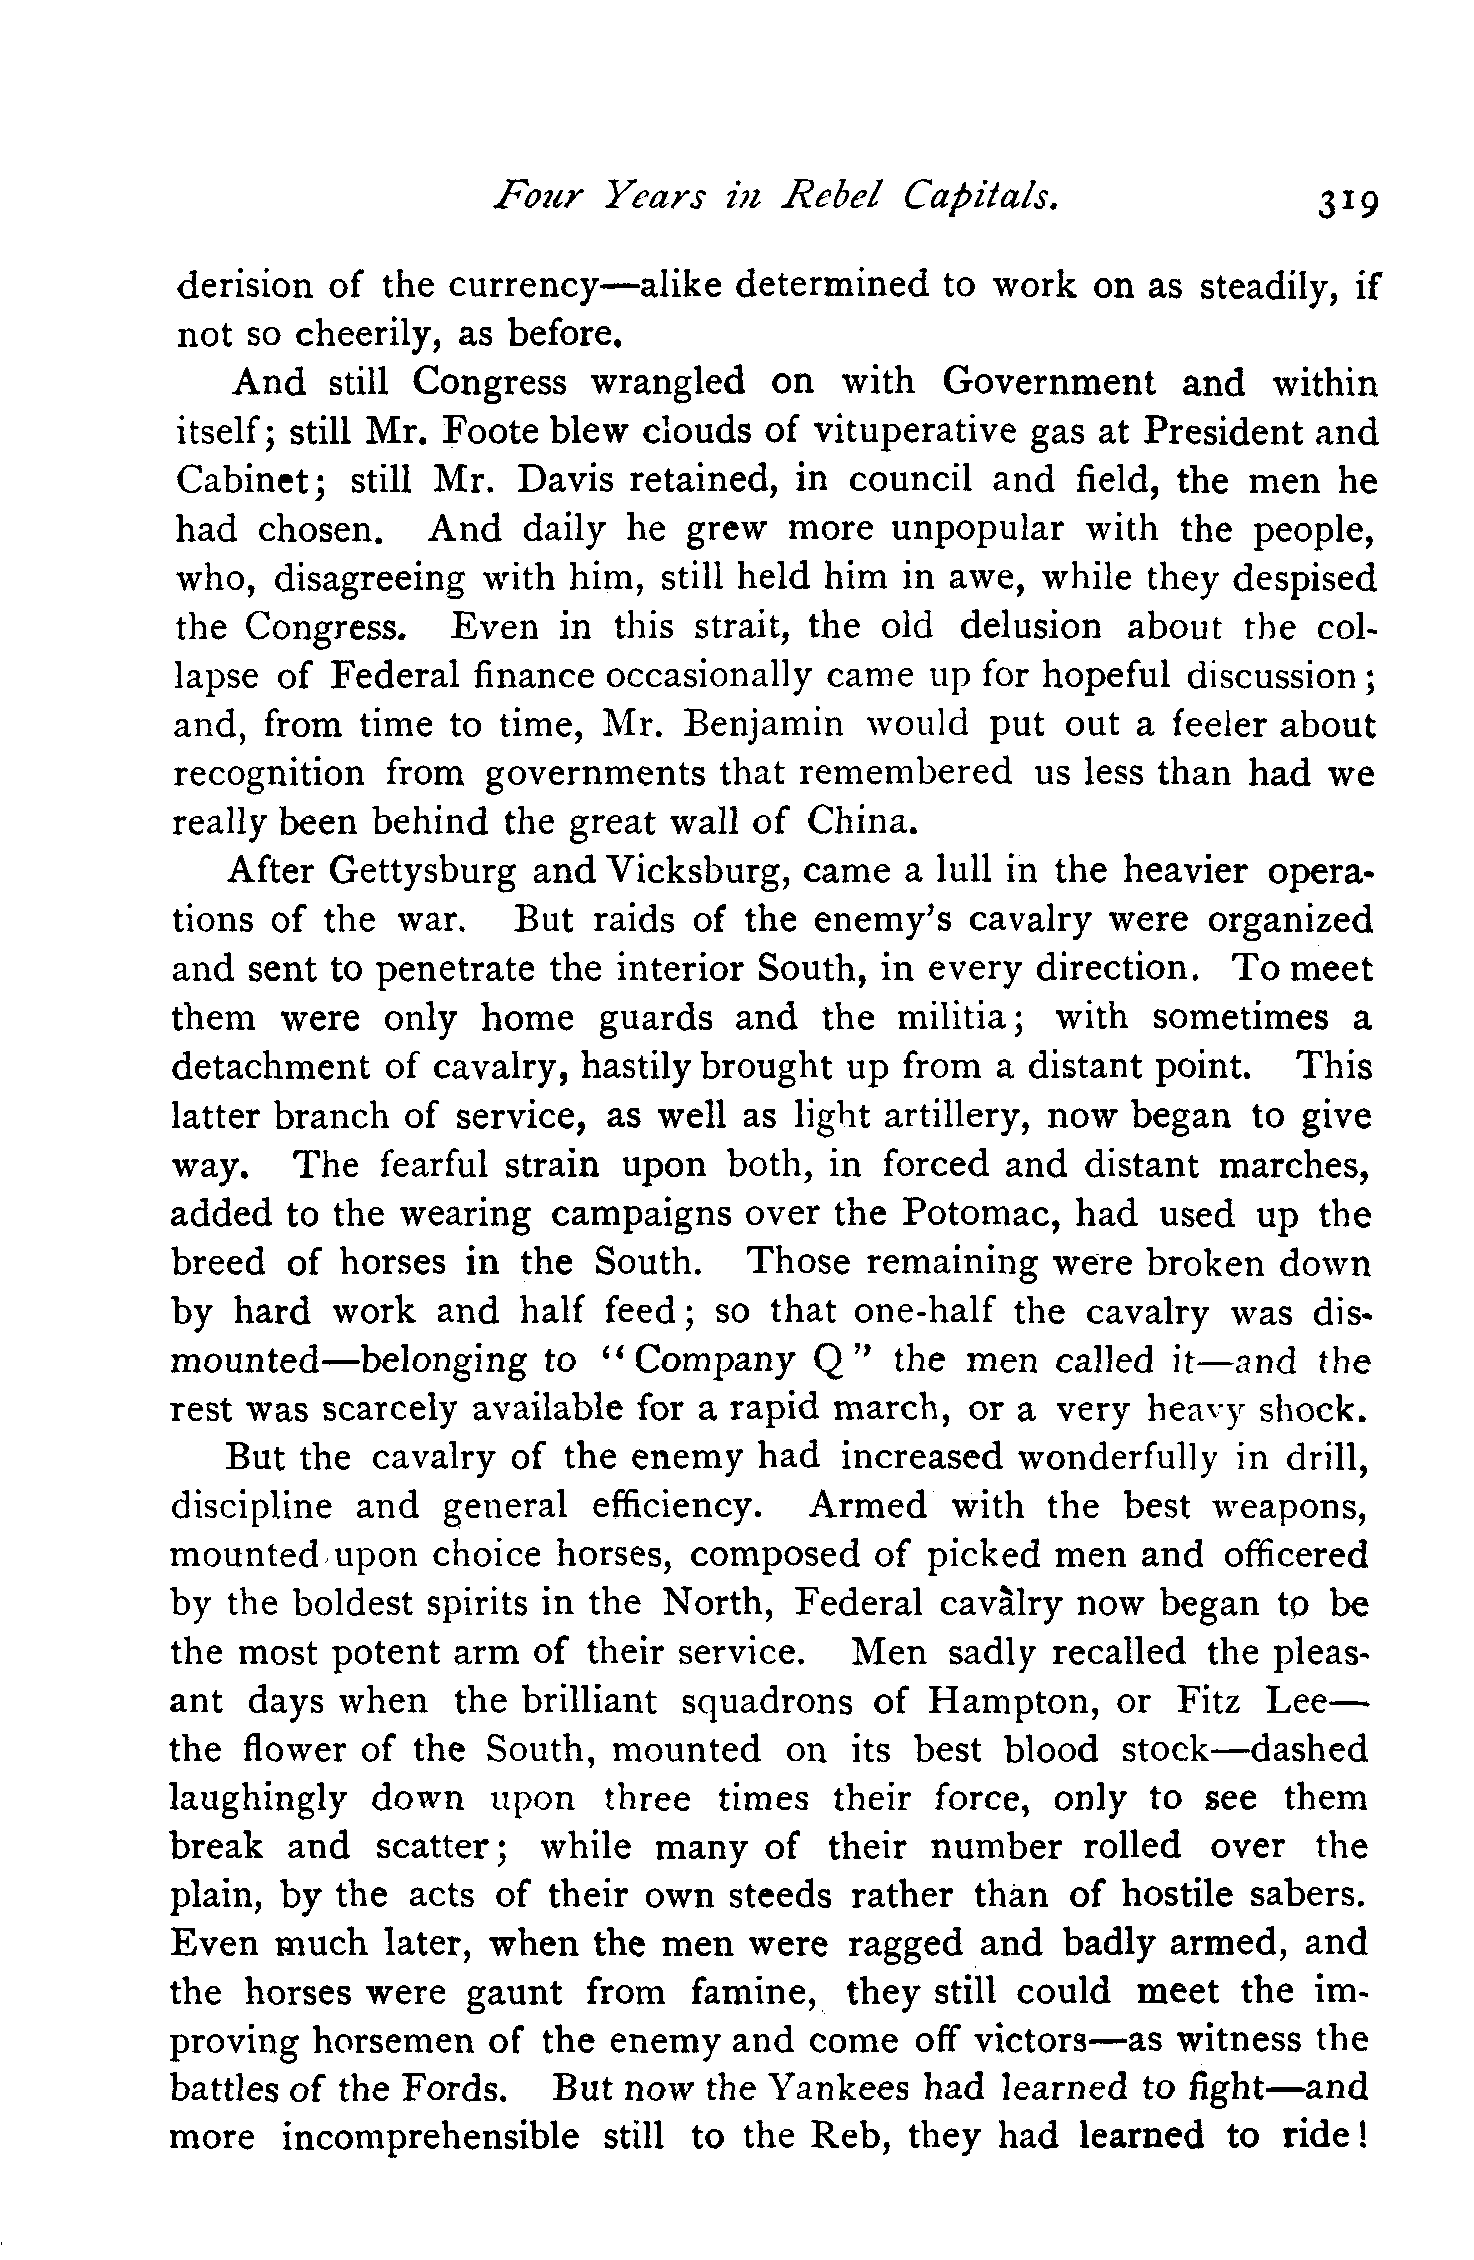 Four Years in Rebel Capitals. 319
derision of the currency—alike determined to work on as steadily, if
not so cheerily, as before.
And still Congress wrangled on with Government and within
itself; still Mr. Foote blew clouds of vituperative gas at President and
Cabinet; still Mr. Davis retained, in council and field, the men he
had chosen. And daily he grew more unpopular with the people,
who, disagreeing with him, still held him in awe, while they despised
the Congress. Even in this strait, the old delusion about the col-
lapse of Federal finance occasionally came up for hopeful discussion;
and, from time to time, Mr. Benjamin would put out a feeler about
recognition from governments that remembered us less than had we
really been behind the great wall of China.
After Gettysburg and Vicksburg, came a lull in the heavier opera-
tions of the war. But raids of the enemy's cavalry were organized
and sent to penetrate the interior South, in every direction. To meet
them were only home guards and the militia; with sometimes a
detachment of cavalry, hastily brought up from a distant point. This
latter branch of service, as well as light artillery, now began to give
way. The fearful strain upon both, in forced and distant marches,
added to the wearing campaigns over the Potomac, had used up the
breed of horses in the South. Those remaining were broken down
by hard work and half feed; so that one-half the cavalry was dis-
mounted—belonging to "Company Q" the men called it—and the
rest was scarcely available for a rapid march, or a very heavy shock.
But the cavalry of the enemy had increased wonderfully in drill,
discipline and general efficiency. Armed with the best weapons,
mounted upon choice horses, composed of picked men and officered
by the boldest spirits in the North, Federal cavalry now began to be
the most potent arm of their service. Men sadly recalled the pleas-
ant days when the brilliant squadrons of Hampton, or Fitz Lee—
the flower of the South, mounted on its best blood stock—dashed
laughingly down upon three times their force, only to see them
break and scatter; while many of their number rolled over the
plain, by the acts of their own steeds rather than of hostile sabers.
Even much later, when the men were ragged and badly armed, and
the horses were gaunt from famine, they still could meet the im-
proving horsemen of the enemy and come off victors—as witness the
battles of the Fords. But now the Yankees had learned to fight—and
more incomprehensible still to the Reb, they had learned to ride!